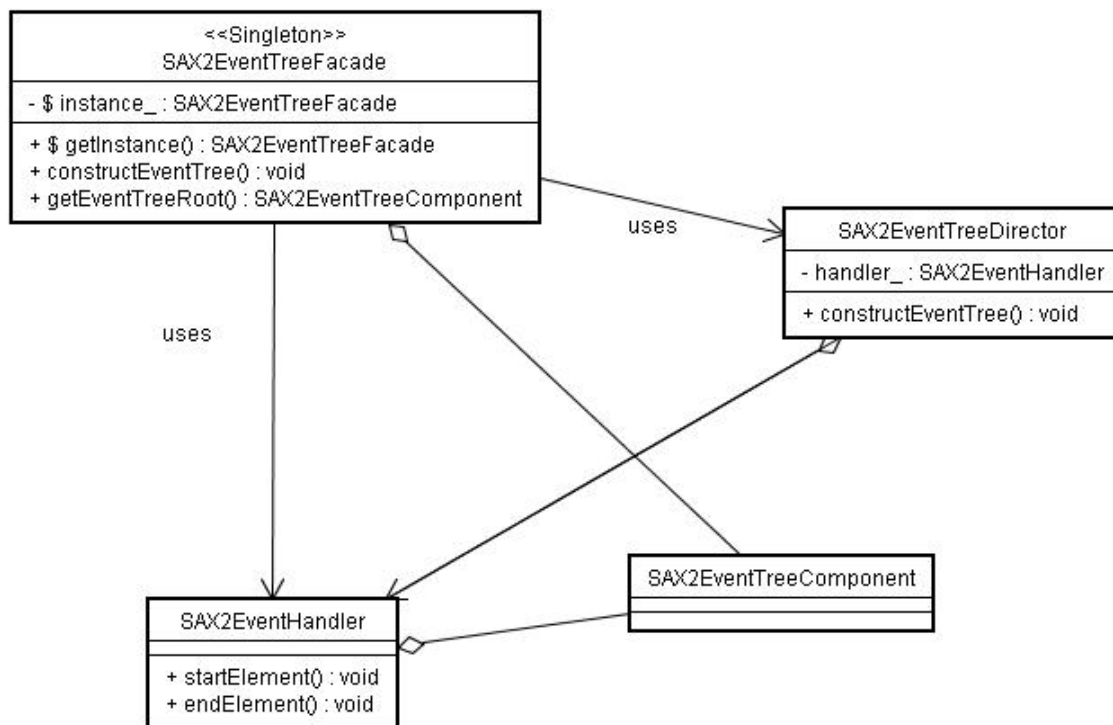 <<Singleton>>
SAX2EventTreeFacade
- $ instance_ : SAX2EventTreeFacade
+ $ getInstance() : SAX2EventTreeFacade
+ constructEventTree() : void
+ getEventTreeRoot() : SAX2EventTreeComponent
uses
SAX2EventTreeDirector
- handler_ : SAX2EventHandler
+ constructEventTree() : void
uses
SAX2EventTreeComponent
SAX2EventHandler
+ startElement() : void
+ endElement() : void